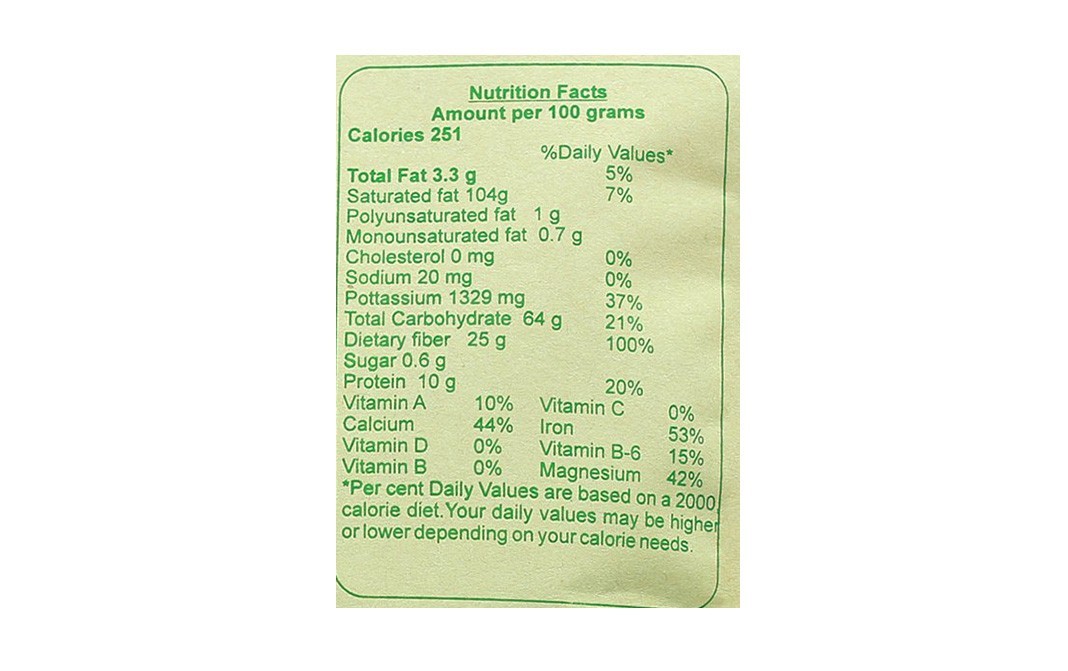 Nutrition Facts
Amount per 100 grams
Calories 251
%Daily Values*
Total Fat 3.3 g 5%
Saturated fat 104g 7%
Polyunsaturated fat 1 g
Monounsaturated fat 0.7 g
Cholesterol 0 mg 0%
Sodium 20 mg 0%
Pottassium 1329 mg 37%
Total Carbohydrate 64 g 21%
Dietary fiber 25 g 100%
Sugar 0.6 g
Protein 10 g 20%
Vitamin A 10% Vitamin C 0%
Calcium 44% Iron 53%
Vitamin D 0% Vitamin B-6 15%
Vitamin B 0% Magnesium 42%
*Per cent Daily Values are based on a 2000
calorie diet.Your daily values may be higher
or lower depending on your calorie needs.